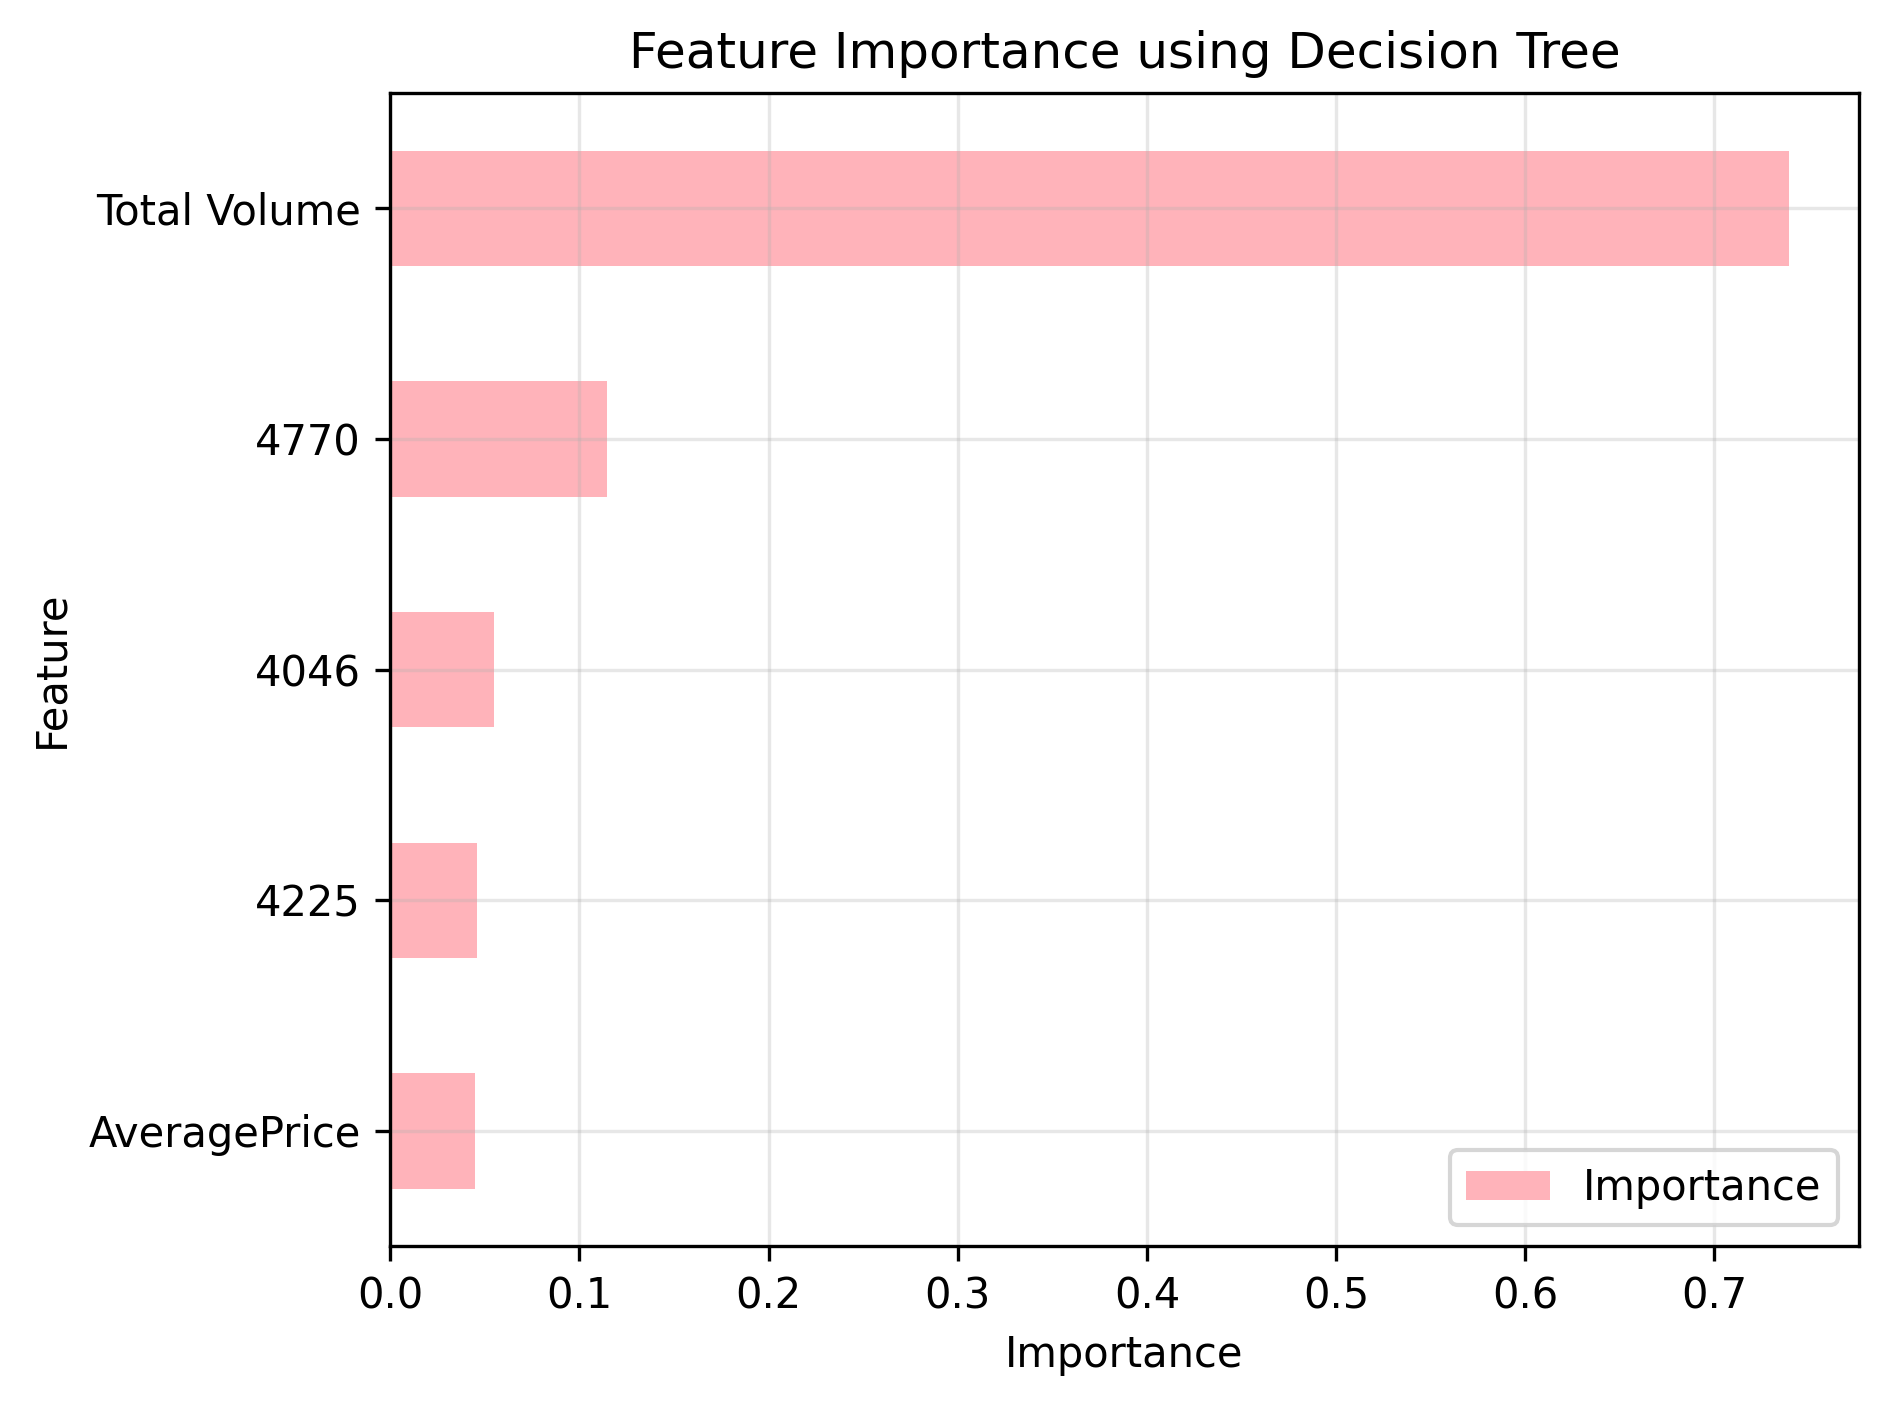 Feature Importance using Decision Tree
Total Volume
4770
4046
4225
AveragePrice
Feature
Importance
0.0 0.1 0.2 0.3 0.4 0.5 0.6 0.7
Importance